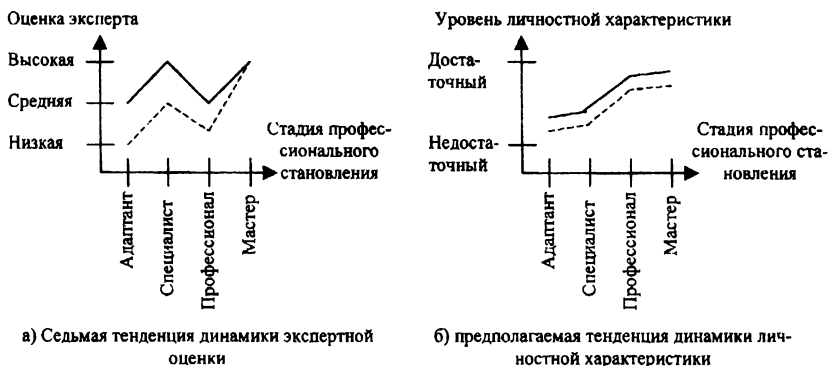 Оценка эксперта
Высокая
Средняя
Низкая
Стадия профес-
сионального
становления
Адаптант
Специалист
Профессионал
Мастер
а) Седьмая тенденция динамики экспертной
оценки
Уровень личностной характеристики
Доста-
точный
Недоста-
точный
Стадия профес-
сионального ста-
новления
Адаптант
Специалист
Профессионал
Мастер
б) предполагаемая тенденция динамики лич-
ностной характеристики